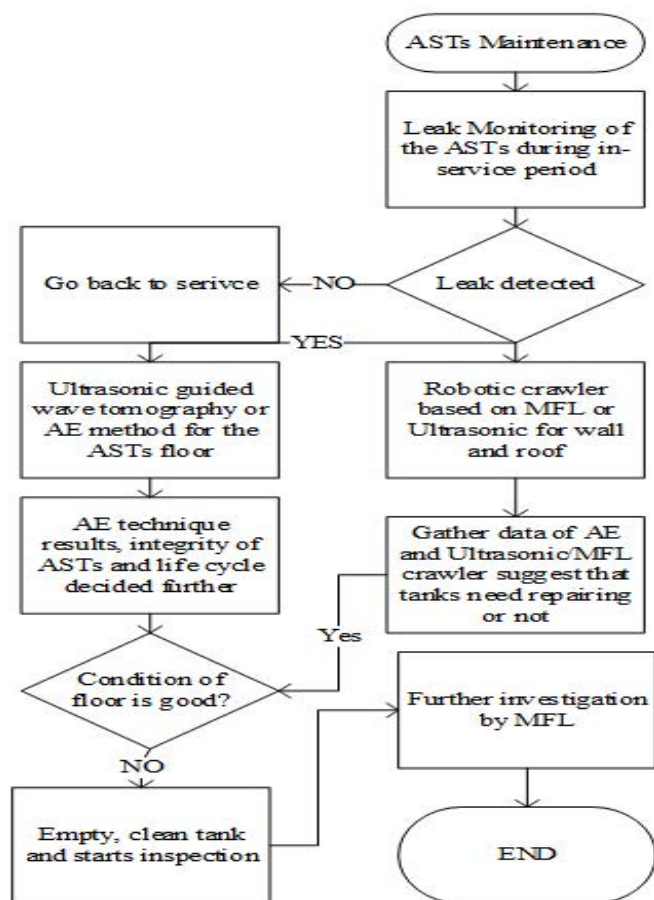 ASTs Maintenance
Leak Monitoring of
the ASTs during in-
service period
Leak detected
NO
Go back to serivce
YES
Ultrasonic guided
wave tomography or
AE method for the
ASTs floor
Robotic crawler
based on MFL or
Ultrasonic for wall
and roof
AE technique
results, integrity of
ASTs and life cycle
decided further
Gather data of AE
and Ultrasonic/MFL
crawler suggest that
tanks need repairing
or not
Yes
Condition of
floor is good?
NO
Empty, clean tank
and starts inspection
Further investigation
by MFL
END